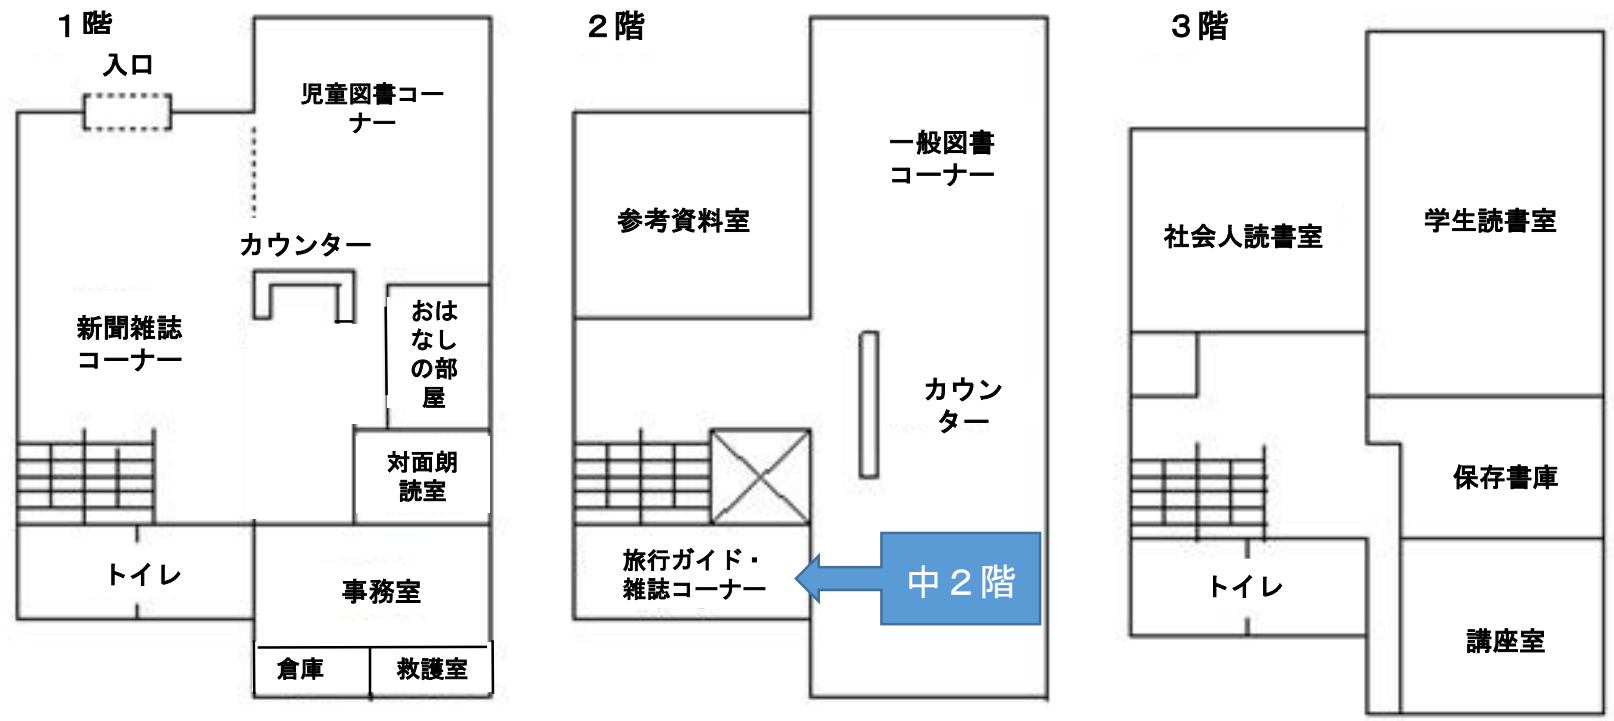 １階
入口
児童図書コー
ナー
カウンター
新聞雑誌
コーナー
おは
なし
の部
屋
対面朗
読室
トイレ
事務室
倉庫
救護室
２階
一般図書
コーナー
参考資料室
カウン
ター
旅行ガイド・
雑誌コーナー
中２階
３階
社会人読書室
学生読書室
保存書庫
トイレ
講座室